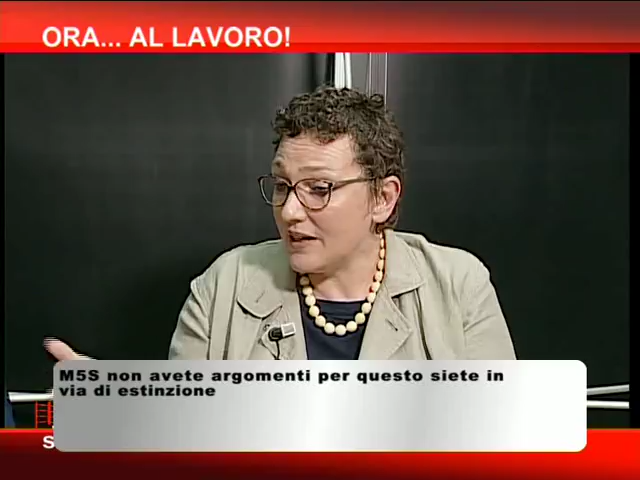 ORA... AL LAVORO!
M5S non avete argomenti per questo siete in
via di estinzione
S